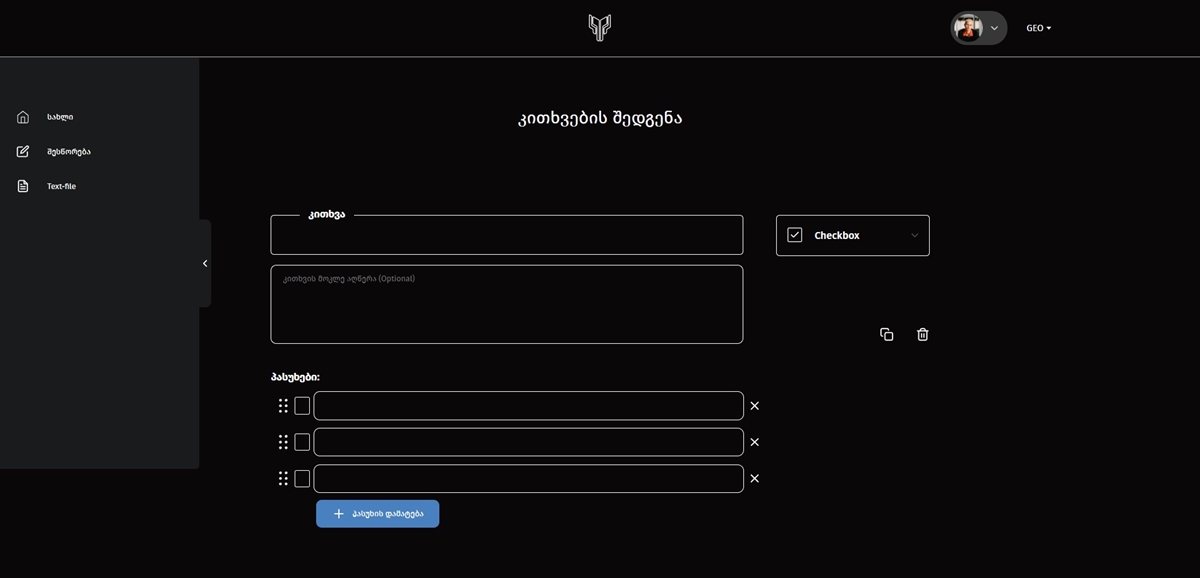 GEO
სახლი
შესწორება
Text-file
კითხვების შედგენა
კითხვა
Checkbox
კითხვის მოკლე აღწერა (Optional)
პასუხები:
პასუხის დამატება